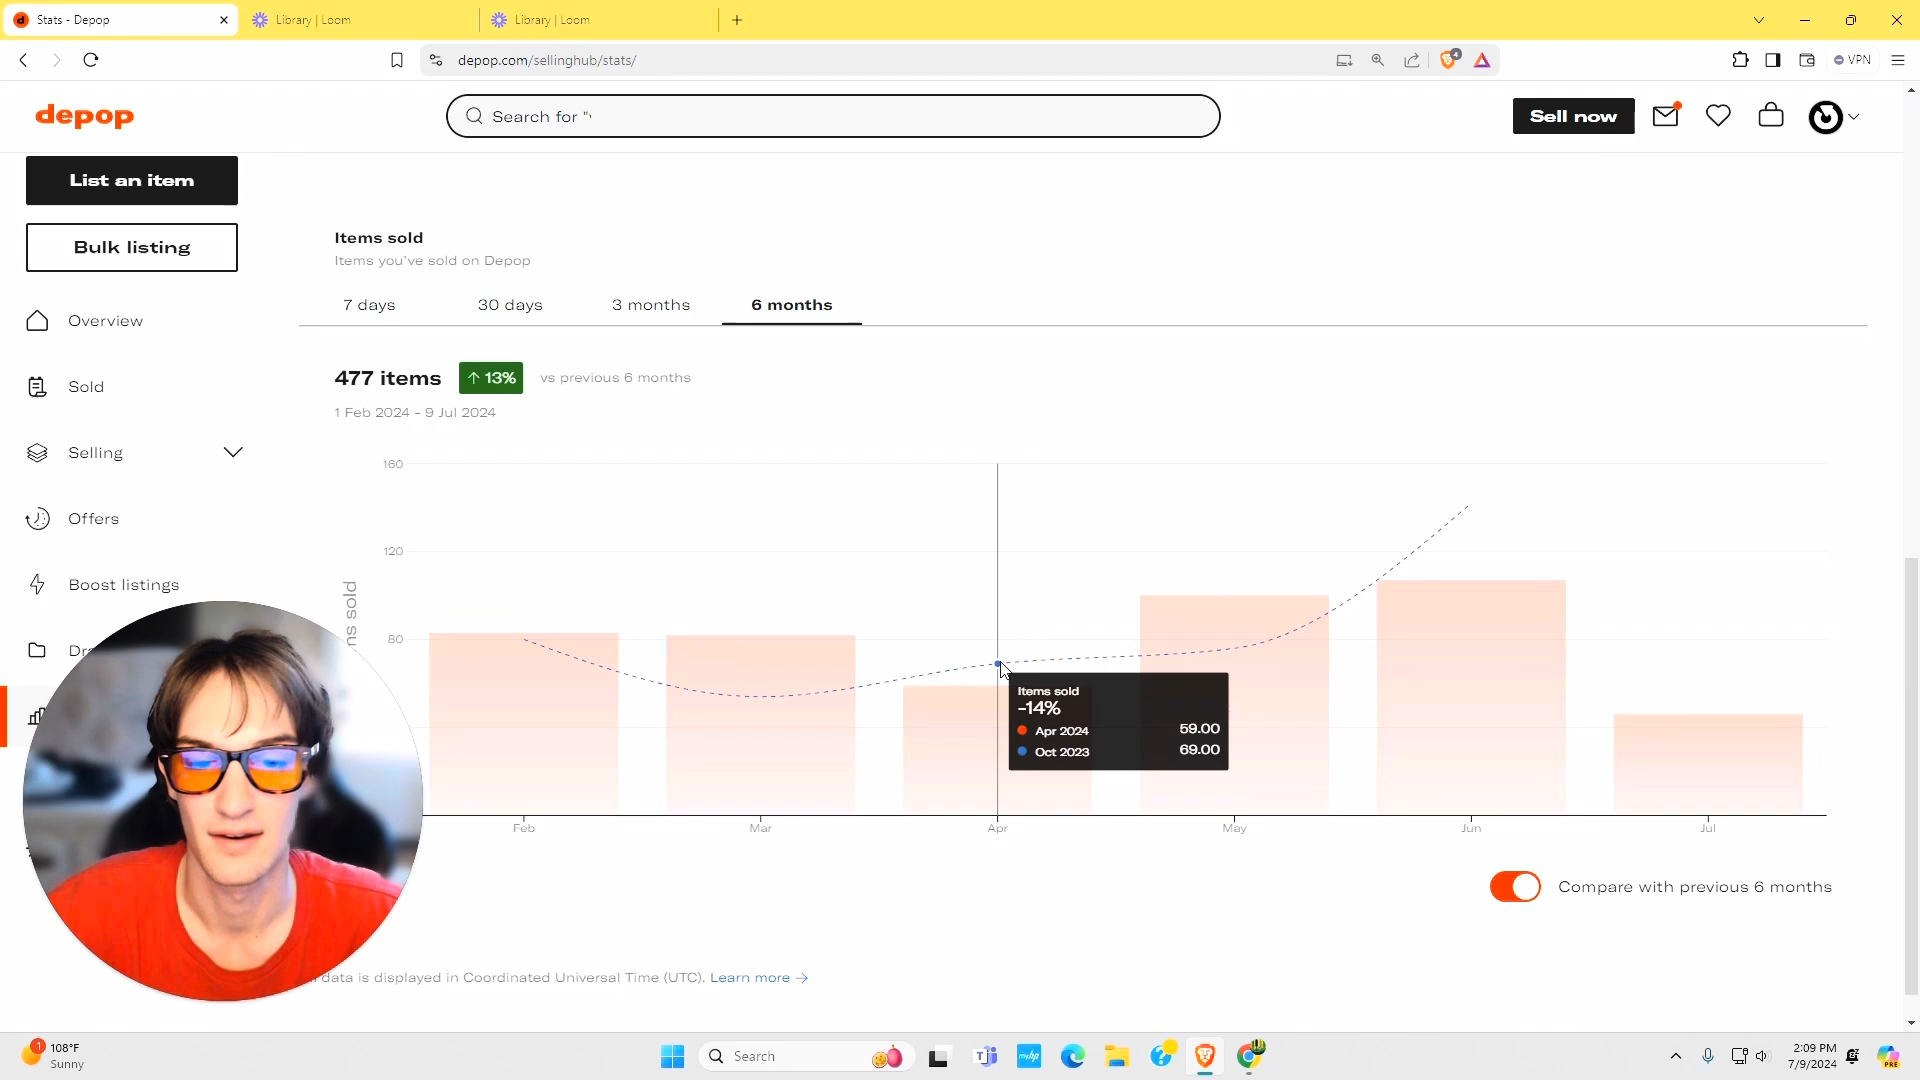 Stats - Depop
Library | Loom
Library | Loom
depop.com/sellinghub/stats/
4
VPN
depop
Search for "
Sell now
List an item
Bulk listing
Overview
Sold
Selling
Offers
Boost listings
Items sold
Items you've sold on Depop
7 days
30 days
3 months
6 months
477 items
↑ 13%
vs previous 6 months
1 Feb 2024 - 9 Jul 2024
160
120
80
sold
Items sold
-14%
Apr 2024 59.00
Oct 2023 69.00
Feb
Mar
Apr
May
Jun
Jul
Compare with previous 6 months
data is displayed in Coordinated Universal Time (UTC). Learn more →
1
108°F
Sunny
Search
myhp
2:09 PM
7/9/2024
PRE